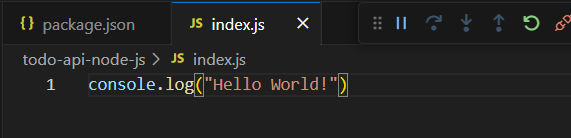 { } package.json JS index.js
todo-api-node-js > JS index.js
1 console.log("Hello World!")